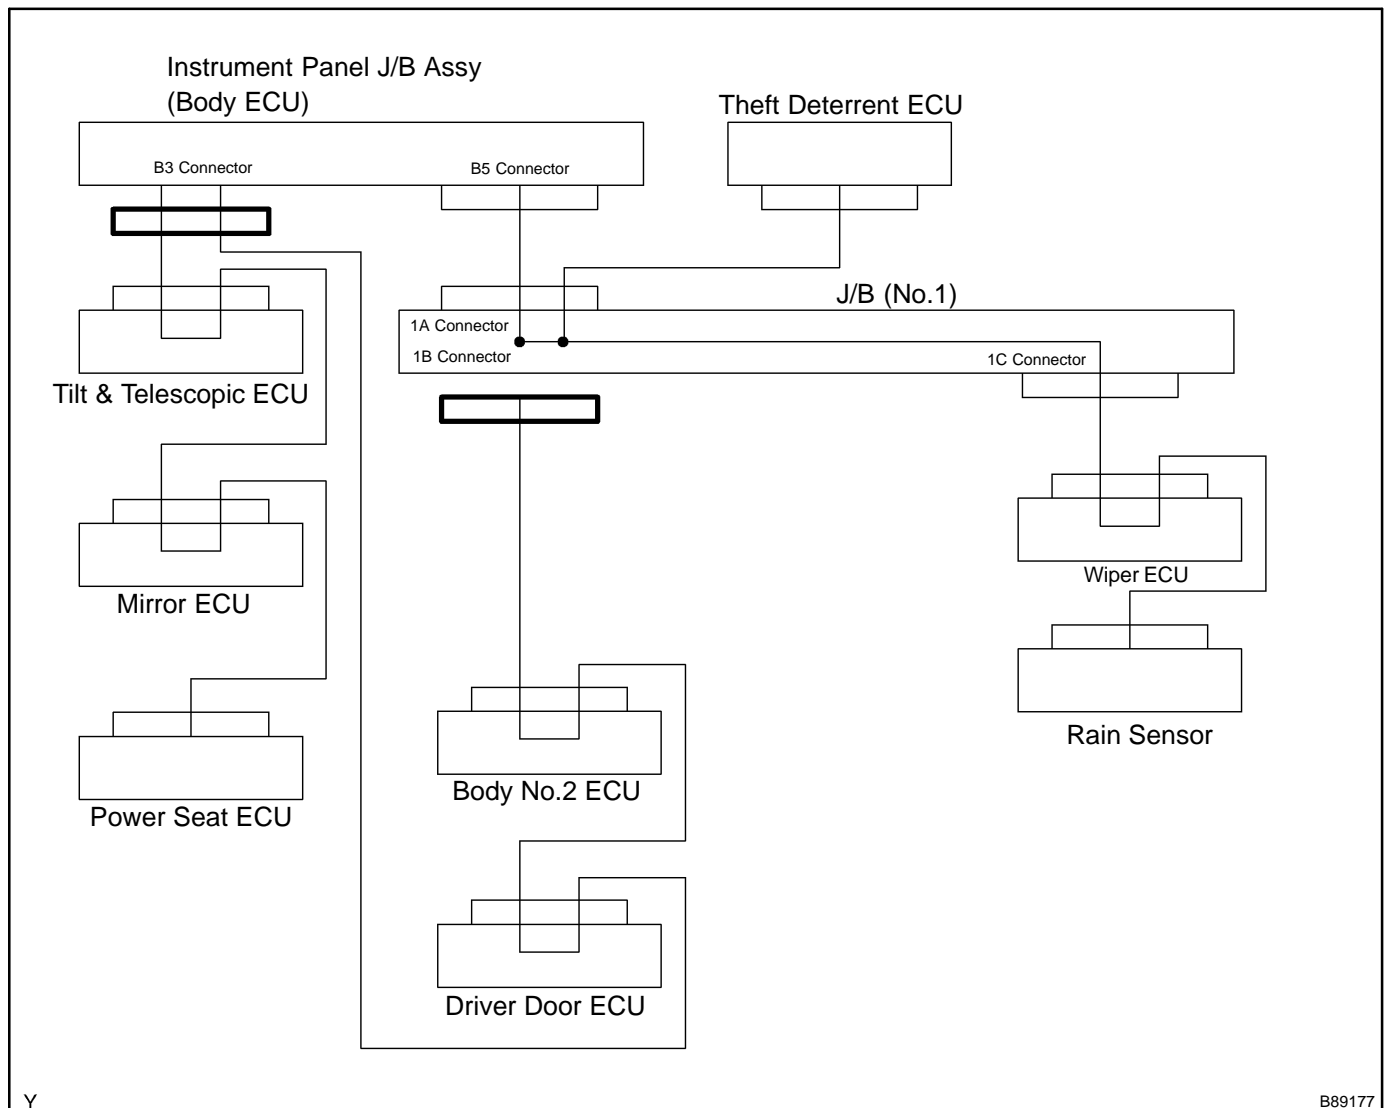 Instrument Panel J/B Assy
(Body ECU)
Theft Deterrent ECU
B3 Connector
B5 Connector
J/B (No.1)
1A Connector
1B Connector
1C Connector
Tilt & Telescopic ECU
Wiper ECU
Mirror ECU
Rain Sensor
Body No.2 ECU
Power Seat ECU
Driver Door ECU
Y
B89177